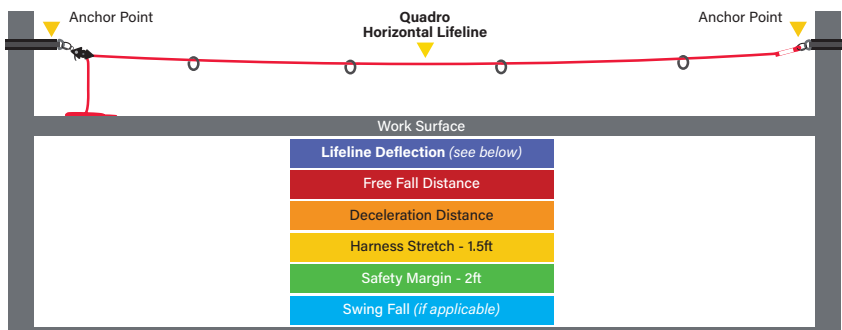 Anchor Point
Quadro
Horizontal Lifeline
Anchor Point
Work Surface
Lifeline Deflection (see below)
Free Fall Distance
Deceleration Distance
Harness Stretch - 1.5ft
Safety Margin - 2ft
Swing Fall (if applicable)